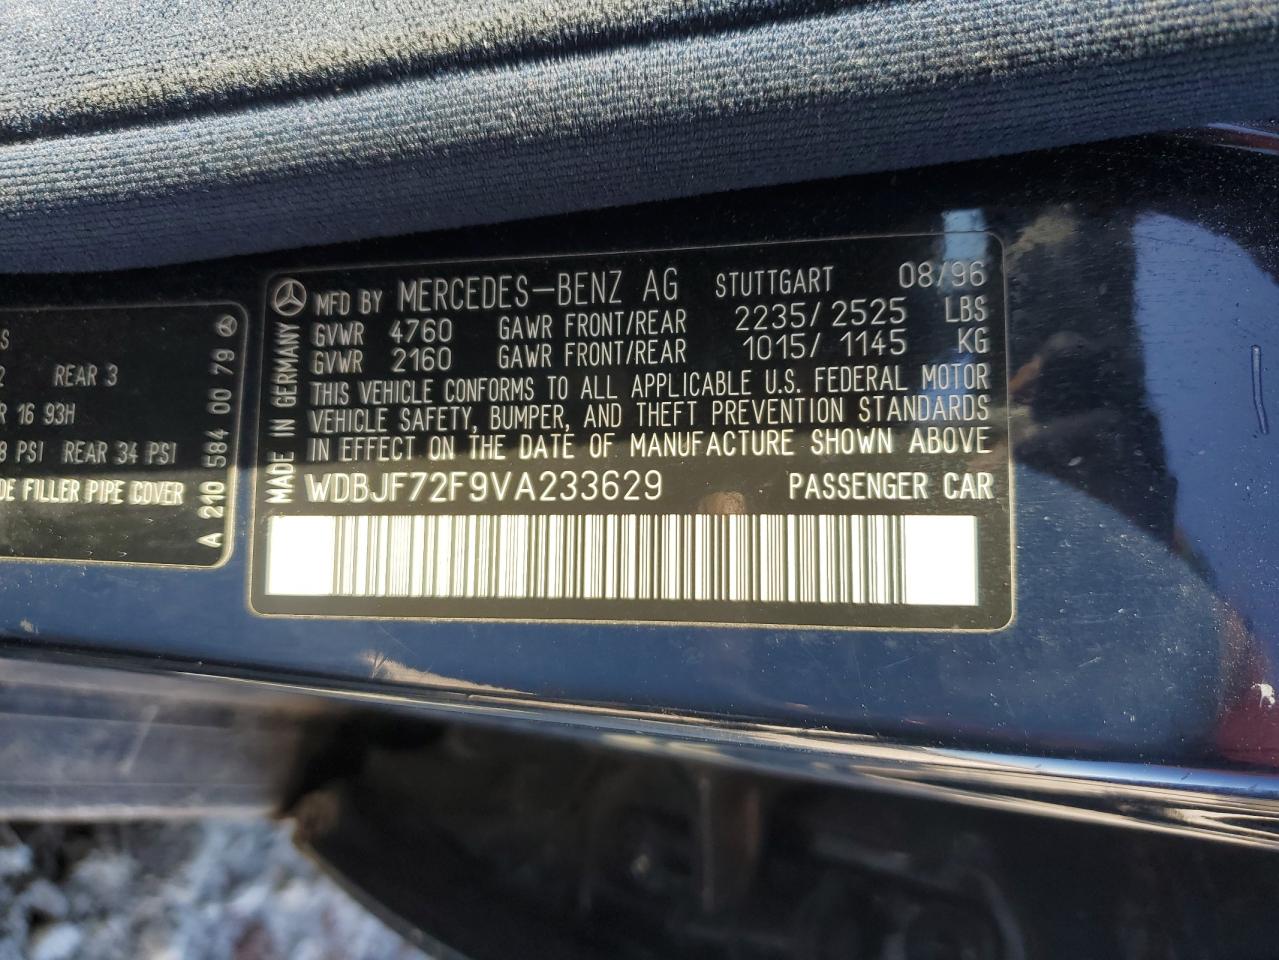 S
2 REAR 3
R 16 93H
8 PSI REAR 34 PSI
DE FILLER PIPE COVER
A 210 584 00 79
MADE IN GERMANY
MFD BY MERCEDES-BENZ AG STUTTGART 08/96
GVWR 4760 GAWR FRONT/REAR 2235/2525 LBS
GVWR 2160 GAWR FRONT/REAR 1015/1145 KG
THIS VEHICLE CONFORMS TO ALL APPLICABLE U.S. FEDERAL MOTOR
VEHICLE SAFETY, BUMPER, AND THEFT PREVENTION STANDARDS
IN EFFECT ON THE DATE OF MANUFACTURE SHOWN ABOVE
WDBJF72F9VA233629 PASSENGER CAR